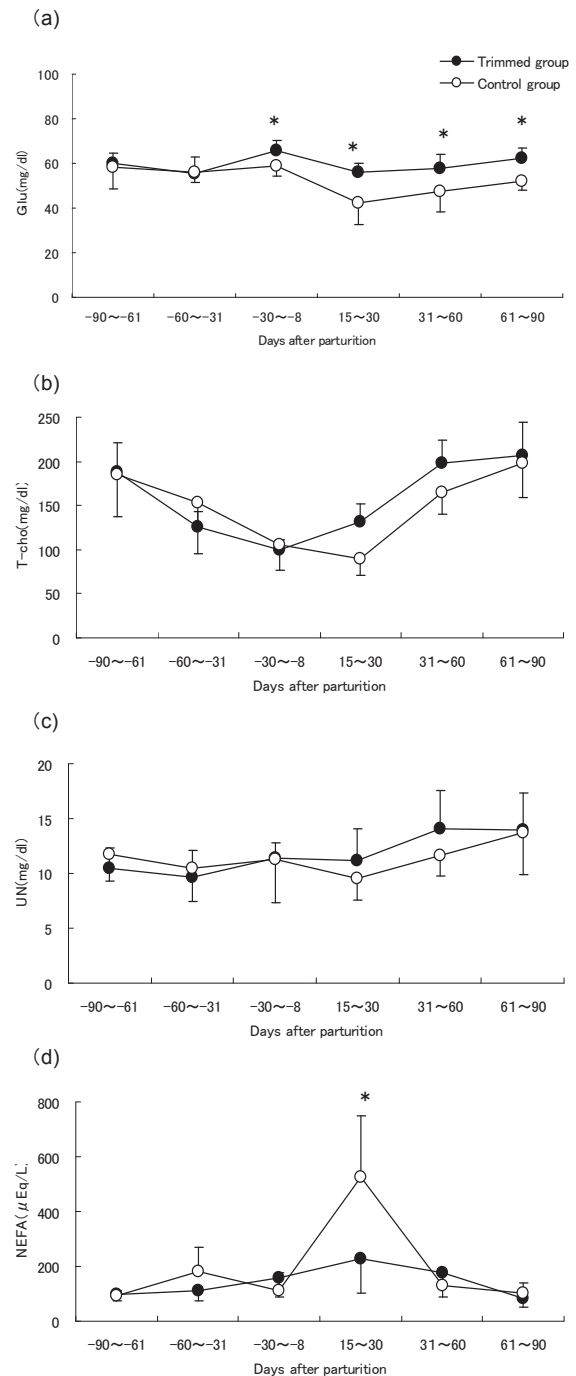 (a)
Trimmed group
Control group
100
80
60
40
20
0
Glu(mg/dl)
* * * *
-90～-61 -60～-31 -30～-8 15～30 31～60 61～90
Days after parturition
(b)
250
200
150
100
50
0
T-cho(mg/dl)
-90～-61 -60～-31 -30～-8 15～30 31～60 61～90
Days after parturition
(c)
20
15
10
5
0
UN(mg/dl)
-90～-61 -60～-31 -30～-8 15～30 31～60 61～90
Days after parturition
(d)
800
600
400
200
0
NEFA(μEq/L)
*
-90～-61 -60～-31 -30～-8 15～30 31～60 61～90
Days after parturition